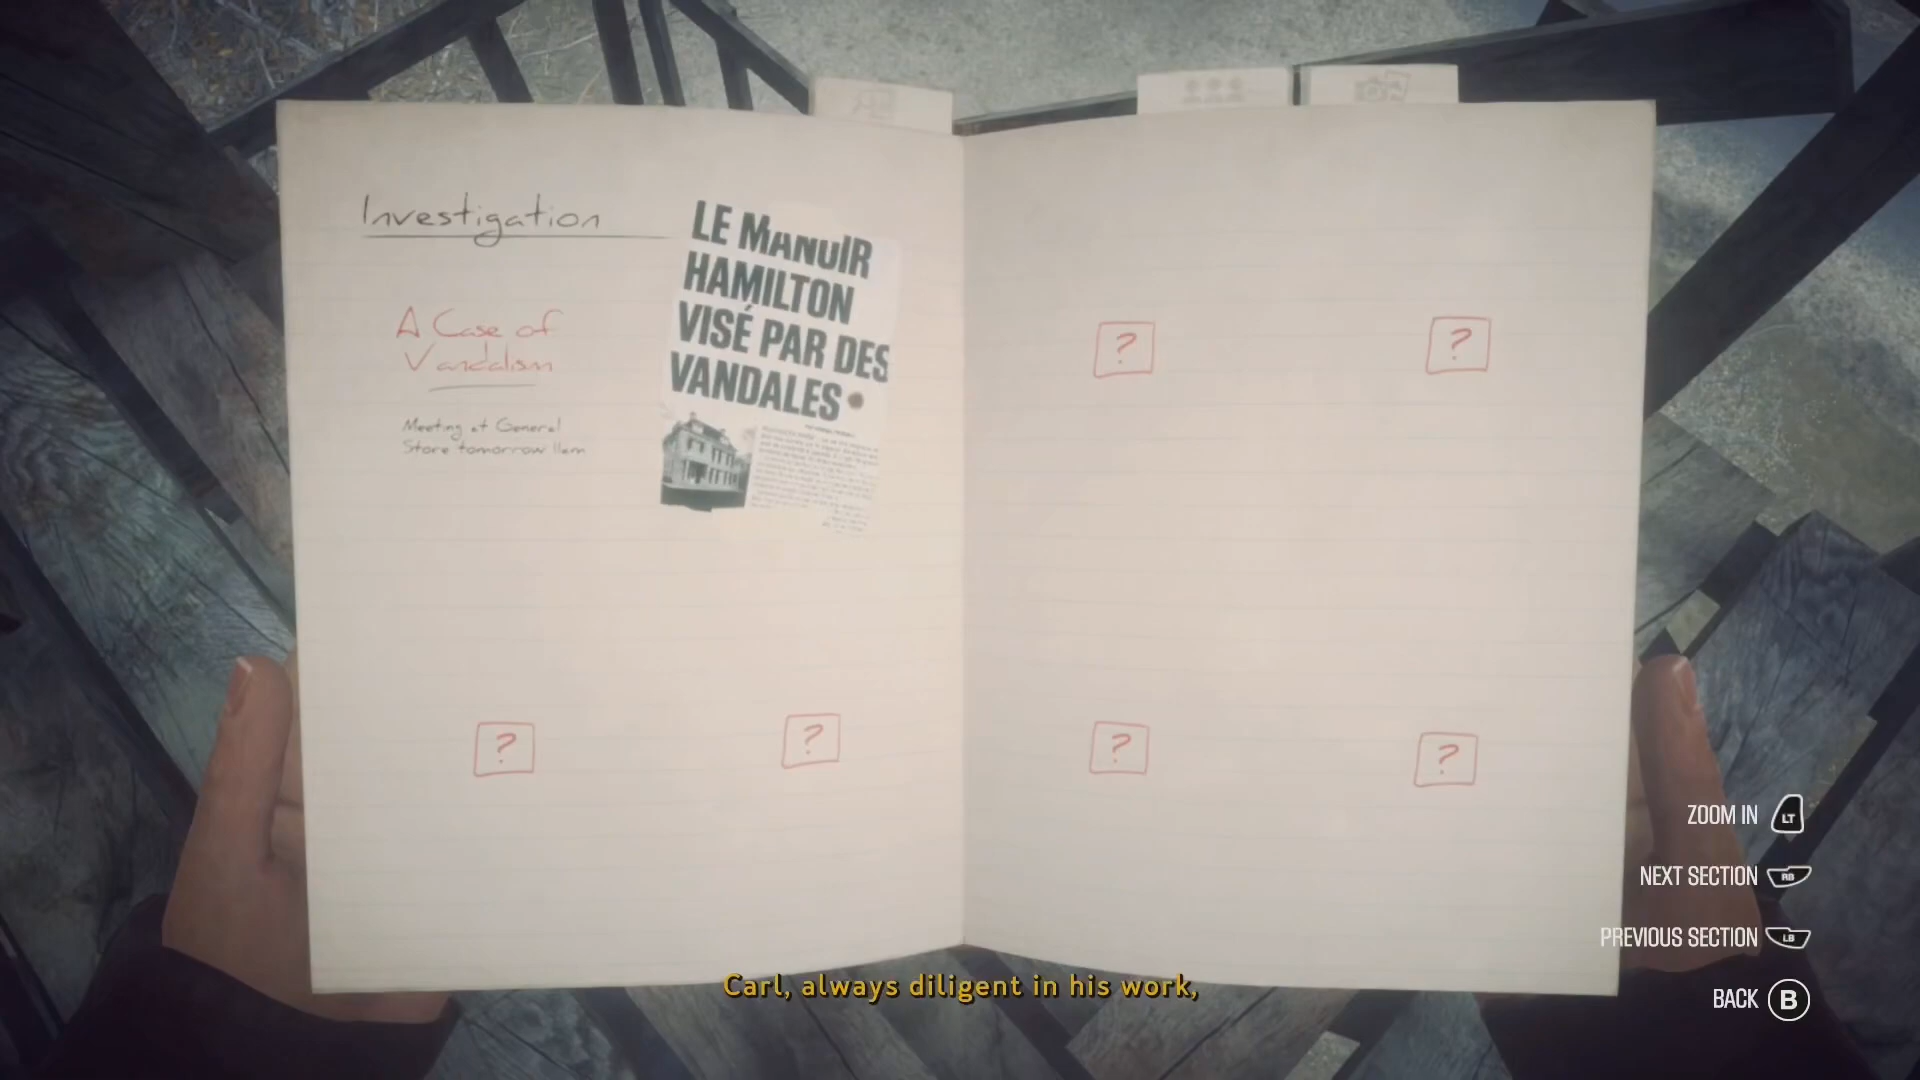 Investigation
A Case of
Vandalism
Meeting at General
Store tomorrow 11am
LE MANOIR
HAMILTON
VISÉ PAR DES
VANDALES
?
?
?
?
?
?
ZOOM IN LT
NEXT SECTION RB
PREVIOUS SECTION LB
BACK B
Carl, always diligent in his work,